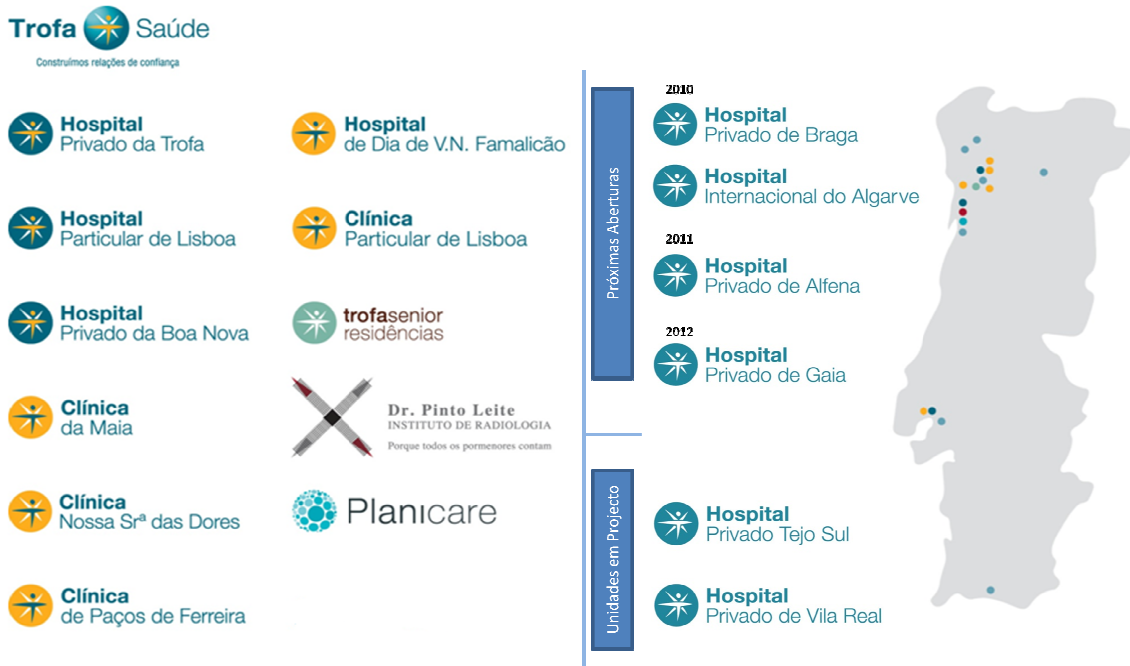 Trofa Saúde
Construímos relações de confiança
Hospital
Privado da Trofa
Hospital
Particular de Lisboa
Hospital
Privado da Boa Nova
Clínica
da Maia
Clínica
Nossa Srª das Dores
Clínica
de Paços de Ferreira
Hospital
de Dia de V.N. Famalicão
Clínica
Particular de Lisboa
trofasenior
residências
Dr. Pinto Leite
INSTITUTO DE RADIOLOGIA
Porque todos os pormenores contam
Planicare
Próximas Aberturas
2010
Hospital
Privado de Braga
Hospital
Internacional do Algarve
2011
Hospital
Privado de Alfena
2012
Hospital
Privado de Gaia
Unidades em Projecto
Hospital
Privado Tejo Sul
Hospital
Privado de Vila Real